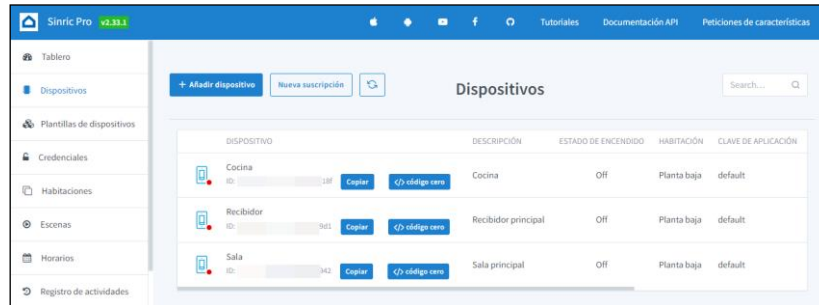 Sinric Pro v2.33.1 Tutoriales Documentación API Peticiones de características
Tablero
Dispositivos
Plantillas de dispositivos
Credenciales
Habitaciones
Escenas
Horarios
Registro de actividades
+ Añadir dispositivo Nueva suscripción Dispositivos Search...
DISPOSITIVO DESCRIPCIÓN ESTADO DE ENCENDIDO HABITACIÓN CLAVE DE APLICACIÓN
Cocina
ID: 18f Copiar </> código cero Cocina Off Planta baja default
Recibidor
ID: 9d1 Copiar </> código cero Recibidor principal Off Planta baja default
Sala
ID: 942 Copiar </> código cero Sala principal Off Planta baja default